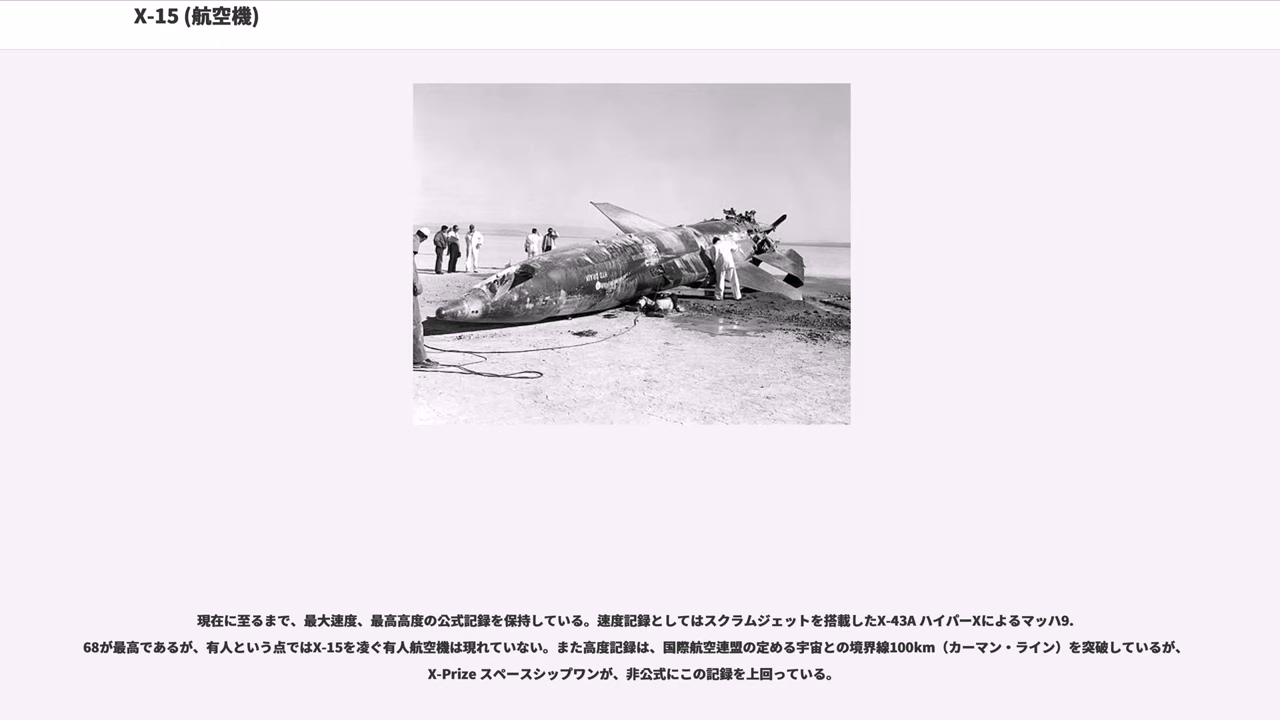 X-15 (航空機)
現在に至るまで、最大速度、最高高度の公式記録を保持している。速度記録としてはスクラムジェットを搭載したX-43A ハイパーXによるマッハ9.
68が最高であるが、有人という点ではX-15を凌ぐ有人航空機は現れていない。また高度記録は、国際航空連盟の定める宇宙との境界線100km（カーマン・ライン）を突破しているが、
X-Prize スペースシップワンが、非公式にこの記録を上回っている。